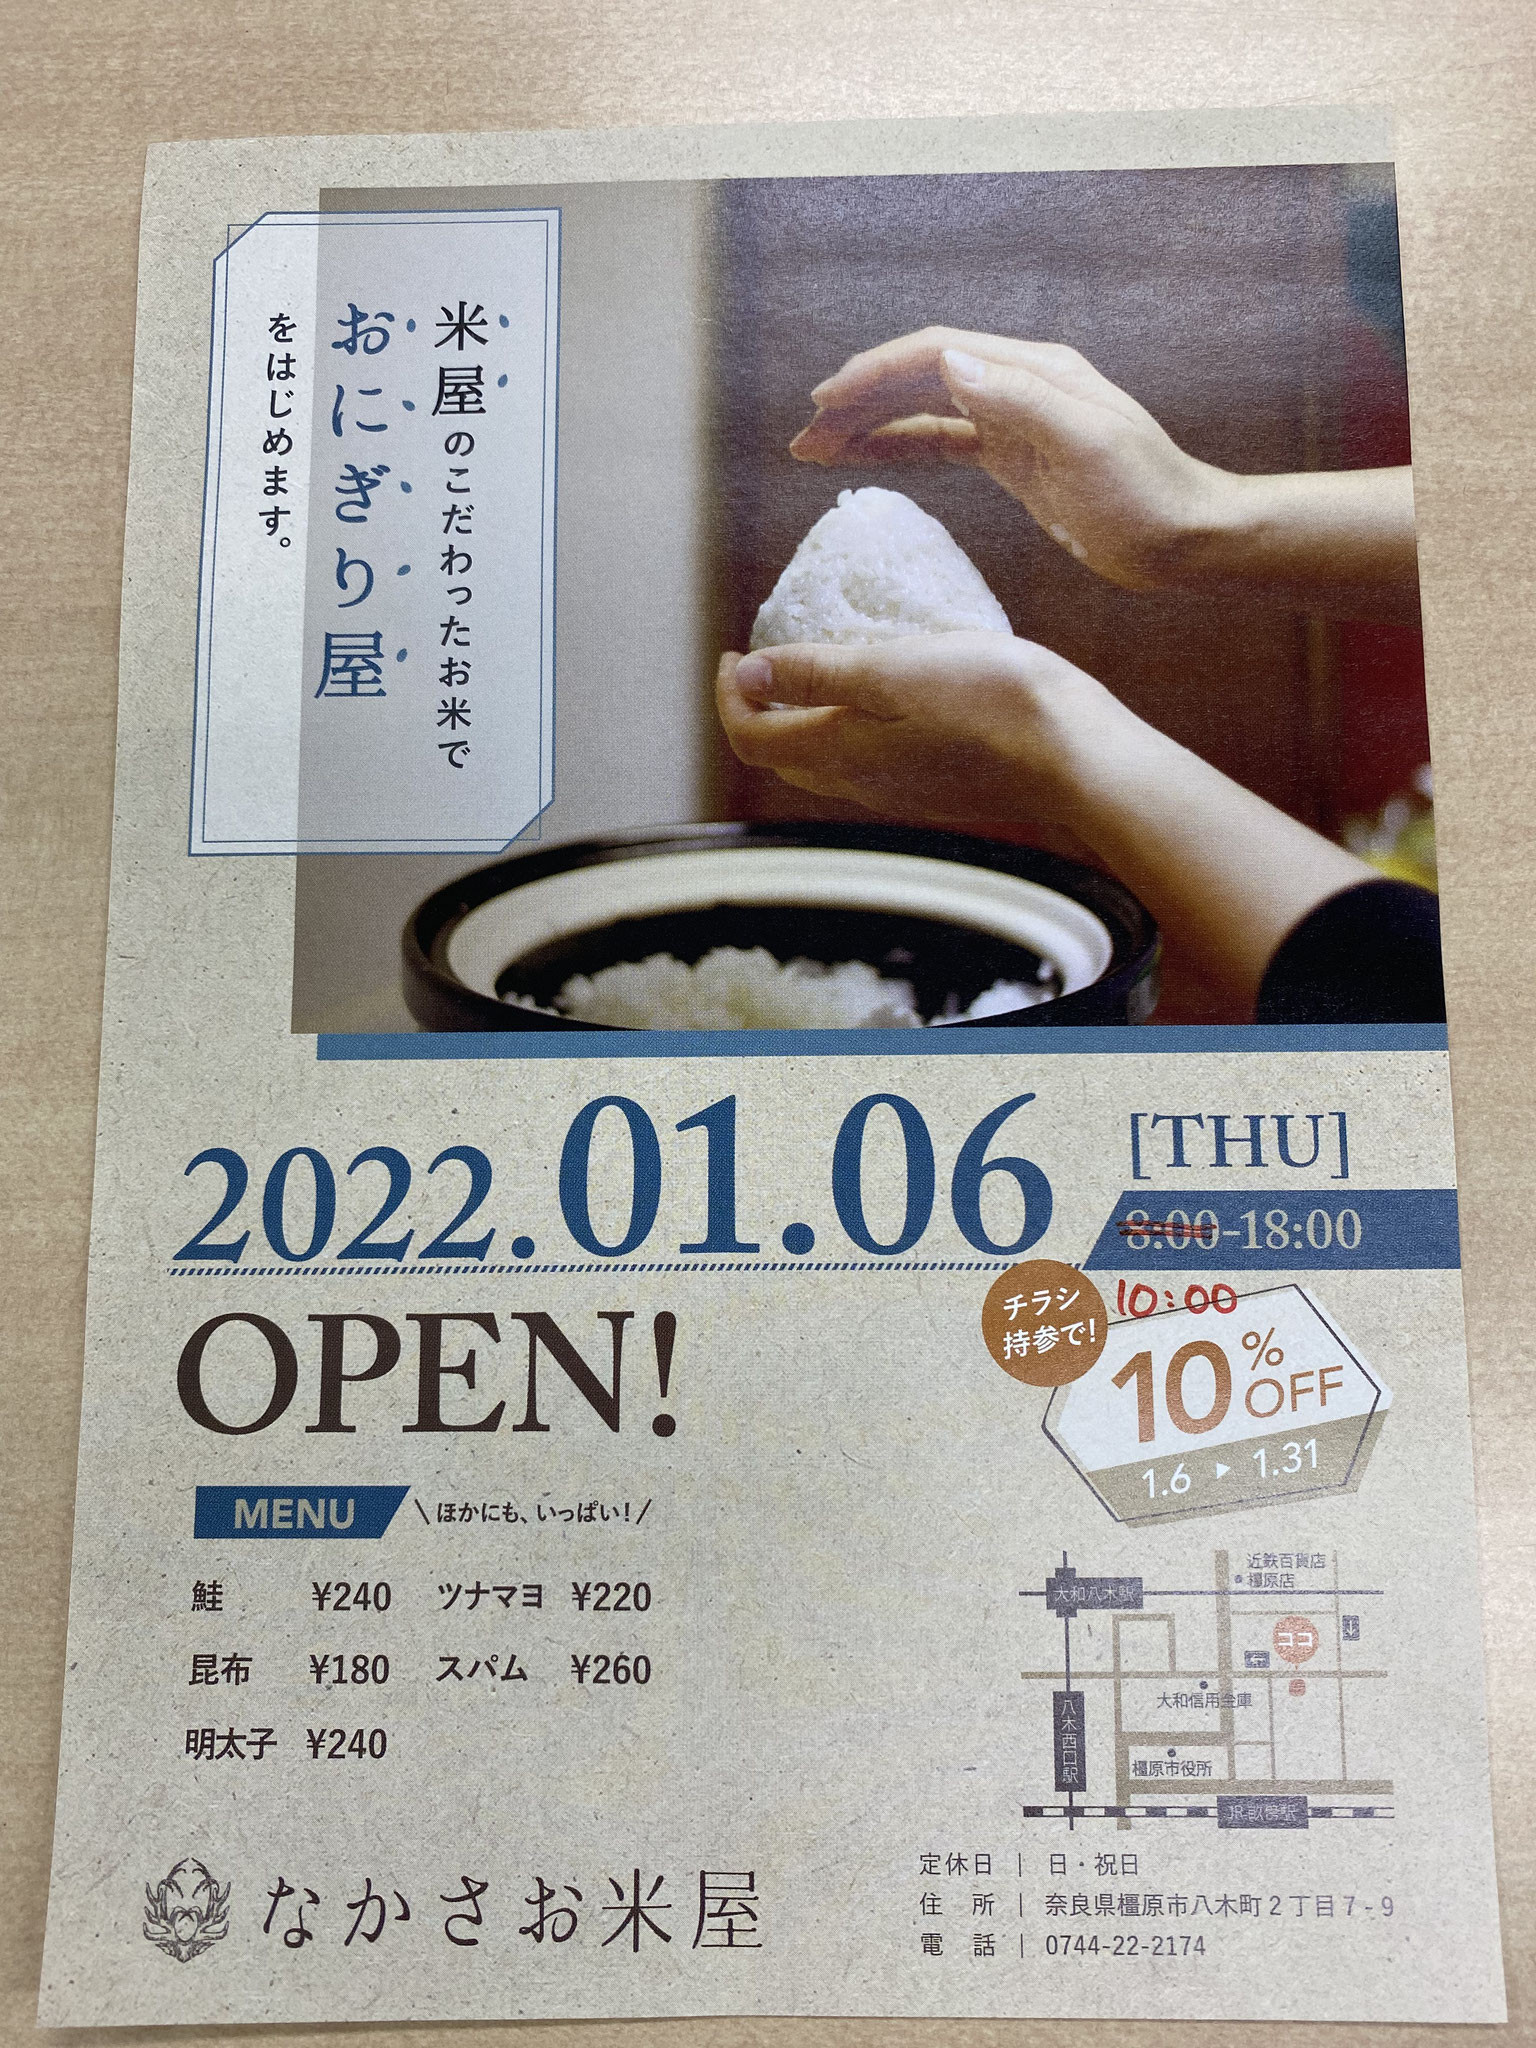 米屋のこだわったお米で
おにぎり屋
をはじめます。
2022.01.06
[THU]
8:00-18:00
10:00
OPEN!
チラシ
持参で!
10%
OFF
1.6 ▶ 1.31
MENU
\ ほかにも、いっぱい! /
鮭 ¥240 ツナマヨ ¥220
昆布 ¥180 スパム ¥260
明太子 ¥240
近鉄百貨店
橿原店
大和八木駅
ココ
大和信用金庫
八木西口駅
橿原市役所
JR 畝傍駅
なかさお米屋
定休日 | 日・祝日
住 所 | 奈良県橿原市八木町2丁目7-9
電 話 | 0744-22-2174